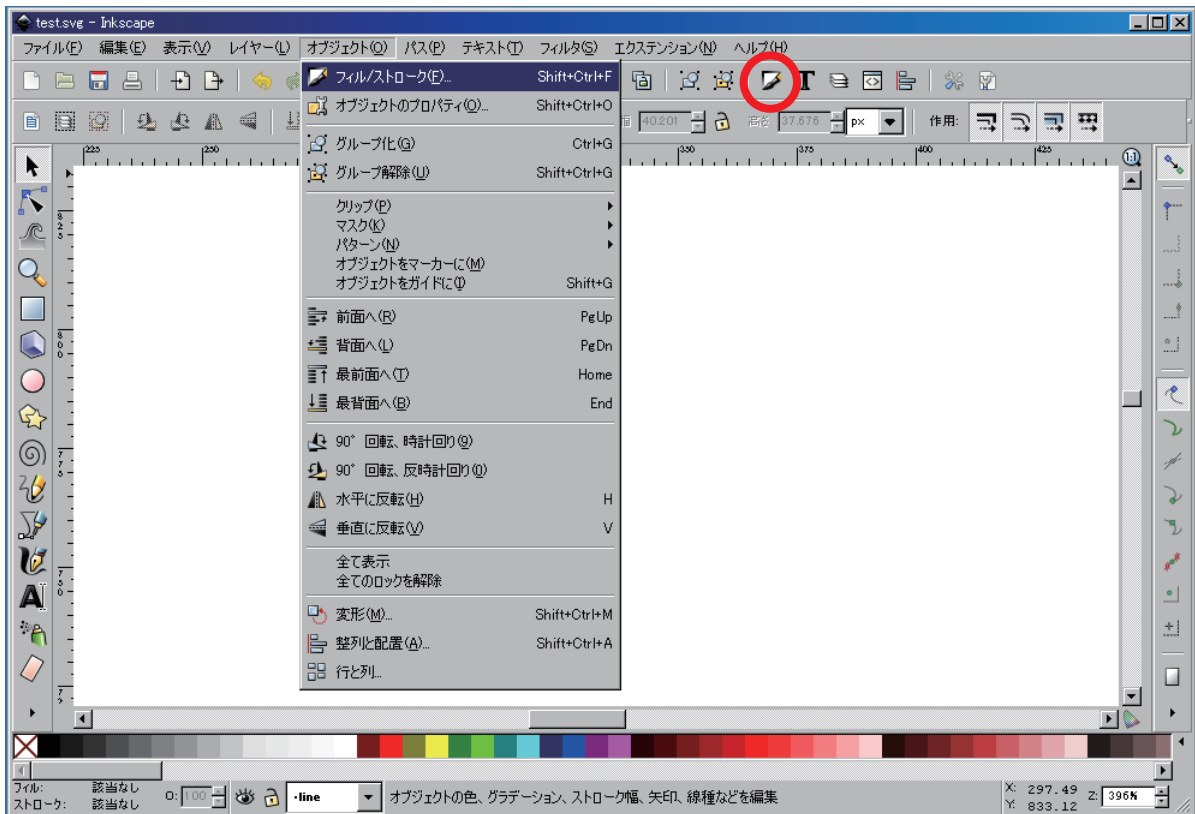 test.svg - Inkscape
ファイル(F) 編集(E) 表示(V) レイヤー(L) オブジェクト(O) パス(P) テキスト(T) フィルタ(S) エクステンション(N) ヘルプ(H)
フィル/ストローク(F)... Shift+Ctrl+F
オブジェクトのプロパティ(O)... Shift+Ctrl+O
40.201 高さ 37.676 px 作用:
グループ化(G) Ctrl+G
225 250 350 375 400 425
グループ解除(U) Shift+Ctrl+G
クリップ(P)
マスク(K)
パターン(N)
オブジェクトをマーカーに(M)
オブジェクトをガイドに(I) Shift+G
前面へ(R) PgUp
背面へ(L) PgDn
最前面へ(T) Home
最背面へ(B) End
90° 回転、時計回り(9)
90° 回転、反時計回り(0)
水平に反転(H) H
垂直に反転(V) V
全て表示
全てのロックを解除
変形(M)... Shift+Ctrl+M
整列と配置(A)... Shift+Ctrl+A
行と列...
825
800
775
750
フィル: 該当なし
ストローク: 該当なし
O: 100
·line
オブジェクトの色、グラデーション、ストローク幅、矢印、線種などを編集
X: 297.49
Y: 833.12
Z: 396%